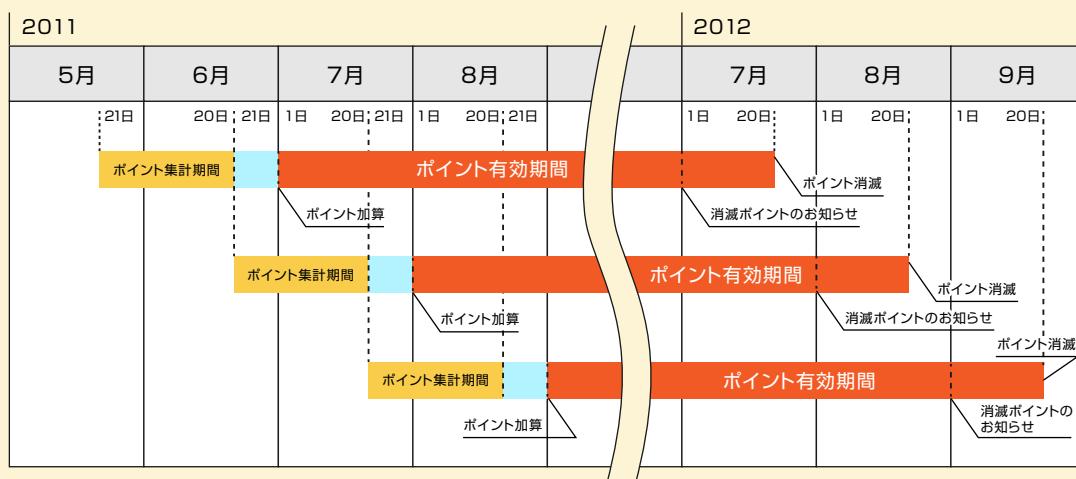 2011
2012
5月
6月
7月
8月
7月
8月
9月
21日
20日
21日
1日
20日
21日
1日
20日
21日
1日
20日
1日
20日
1日
20日
ポイント集計期間
ポイント有効期間
ポイント消滅
ポイント加算
消滅ポイントのお知らせ
ポイント集計期間
ポイント有効期間
ポイント消滅
ポイント加算
消滅ポイントのお知らせ
ポイント消滅
ポイント集計期間
ポイント有効期間
ポイント加算
消滅ポイントの
お知らせ